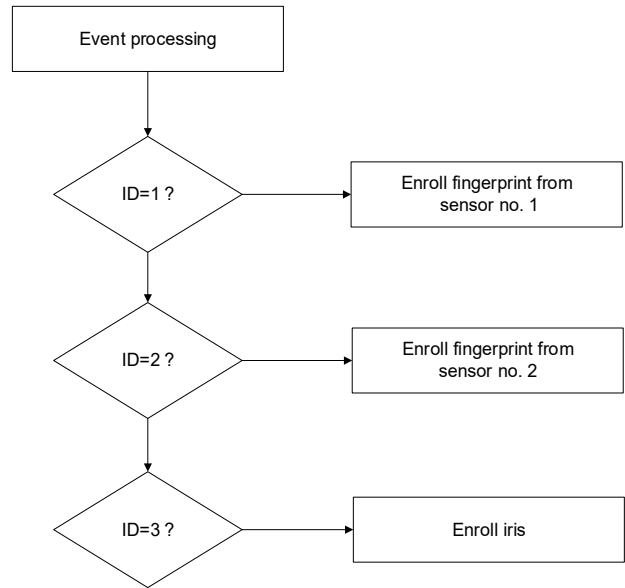 Event processing
ID=1 ?
Enroll fingerprint from
sensor no. 1
ID=2 ?
Enroll fingerprint from
sensor no. 2
ID=3 ?
Enroll iris